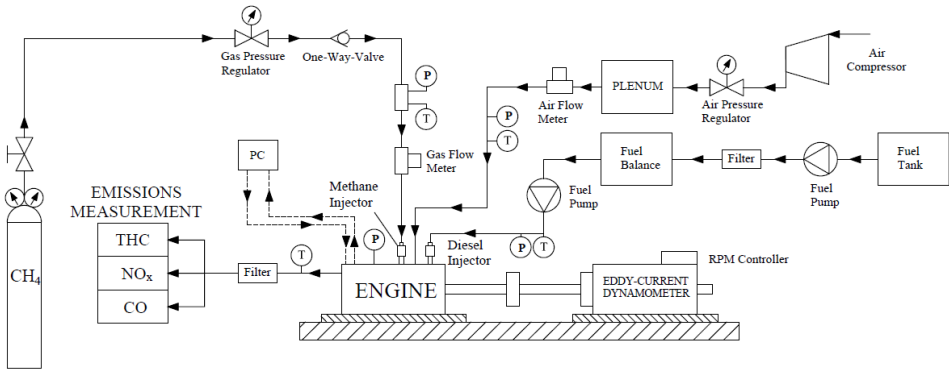 Gas Pressure
Regulator
One-Way-Valve
P
T
Gas Flow
Meter
Air Flow
Meter
P
T
PLENUM
Air Pressure
Regulator
Air
Compressor
Fuel
Balance
Filter
Fuel
Pump
Fuel
Tank
Fuel
Pump
P
T
PC
Methane
Injector
Diesel
Injector
EMISSIONS
MEASUREMENT
THC
NOx
CO
CH4
Filter
T
P
ENGINE
EDDY-CURRENT
DYNAMOMETER
RPM Controller